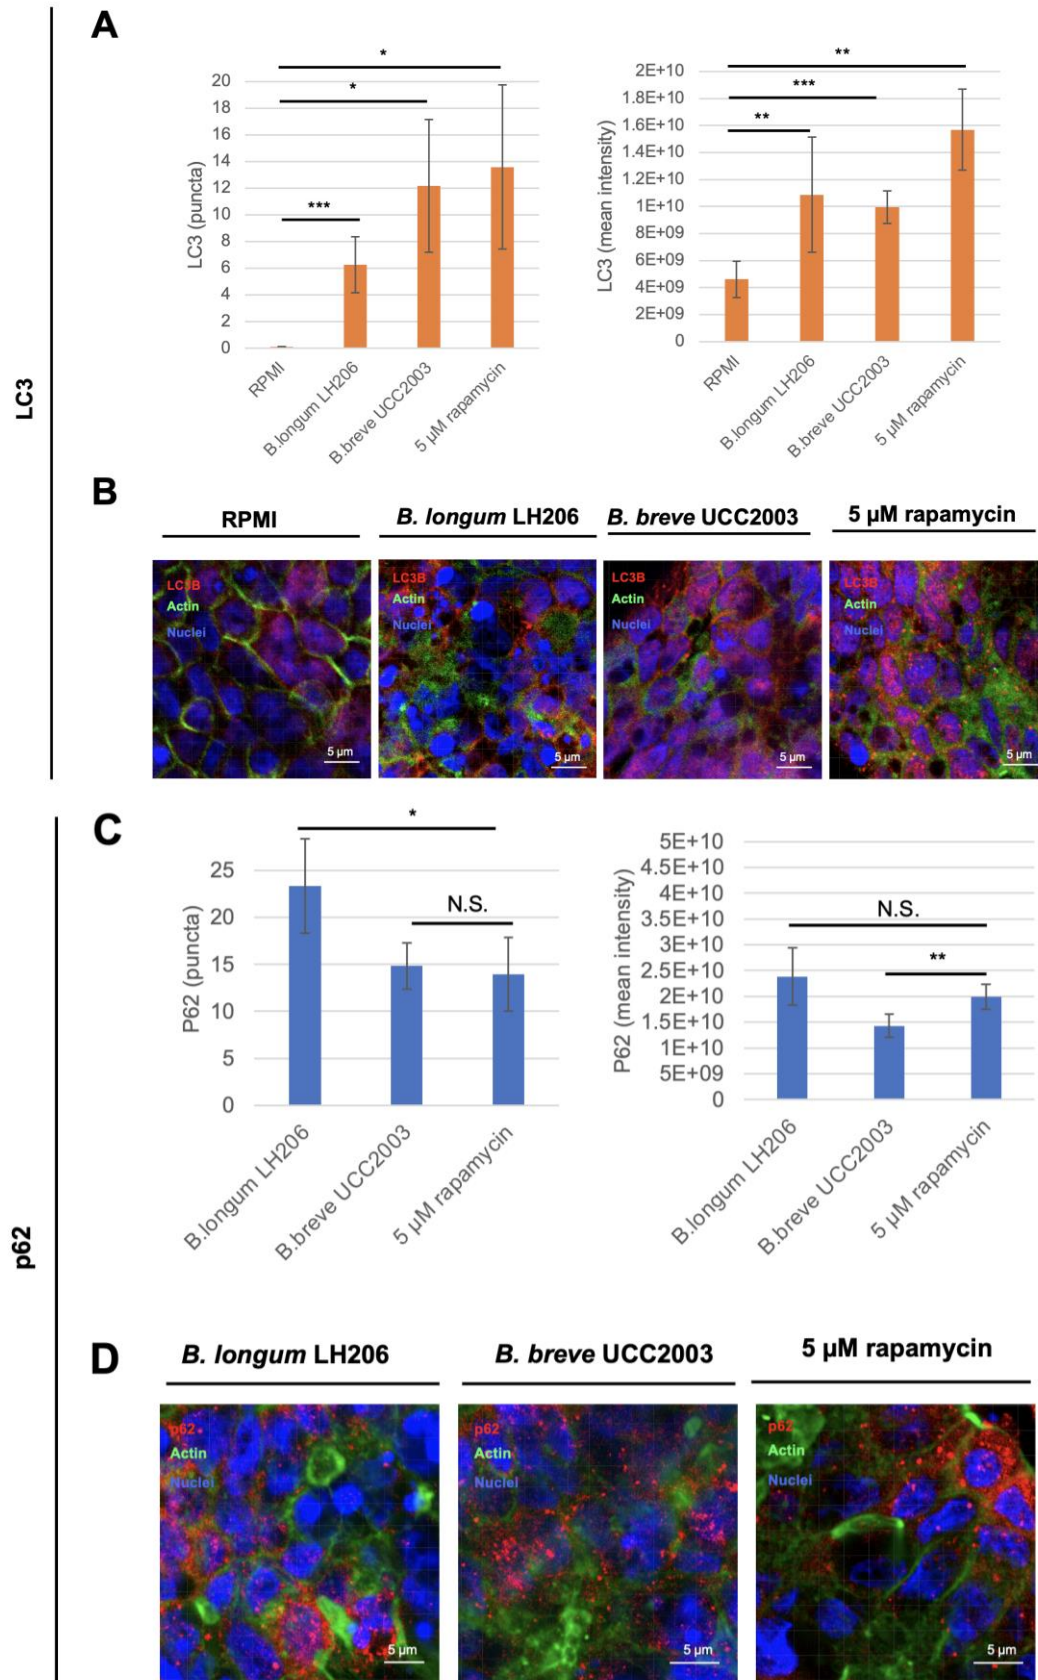 A
*
*
***
20
18
16
14
12
10
8
6
4
2
0
LC3 (puncta)
RPMI
B.longum LH206
B.breve UCC2003
5 µM rapamycin
**
***
**
2E+10
1.8E+10
1.6E+10
1.4E+10
1.2E+10
1E+10
8E+09
6E+09
4E+09
2E+09
0
LC3 (mean intensity)
RPMI
B.longum LH206
B.breve UCC2003
5 µM rapamycin
LC3
B
RPMI
B. longum LH206
B. breve UCC2003
5 µM rapamycin
LC3B
Actin
Nuclei
5 µm
LC3B
Actin
Nuclei
5 µm
LC3B
Actin
Nuclei
5 µm
LC3B
Actin
Nuclei
5 µm
C
*
N.S.
25
20
15
10
5
0
P62 (puncta)
B.longum LH206
B.breve UCC2003
5 µM rapamycin
N.S.
**
5E+10
4.5E+10
4E+10
3.5E+10
3E+10
2.5E+10
2E+10
1.5E+10
1E+10
5E+09
0
P62 (mean intensity)
B.longum LH206
B.breve UCC2003
5 µM rapamycin
p62
D
B. longum LH206
B. breve UCC2003
5 µM rapamycin
p62
Actin
Nuclei
5 µm
p62
Actin
Nuclei
5 µm
p62
Actin
Nuclei
5 µm